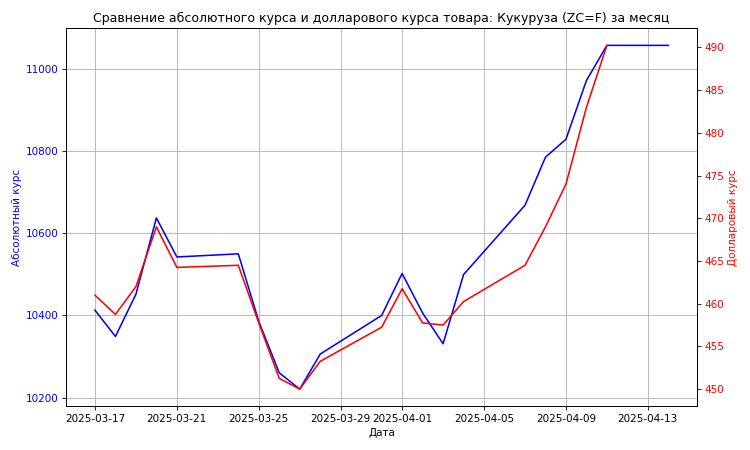 Сравнение абсолютного курса и долларового курса товара: Кукуруза (ZC=F) за месяц
11000
10800
10600
10400
10200
Абсолютный курс
490
485
480
475
470
465
460
455
450
Долларовый курс
2025-03-17 2025-03-21 2025-03-25 2025-03-29 2025-04-01 2025-04-05 2025-04-09 2025-04-13
Дата